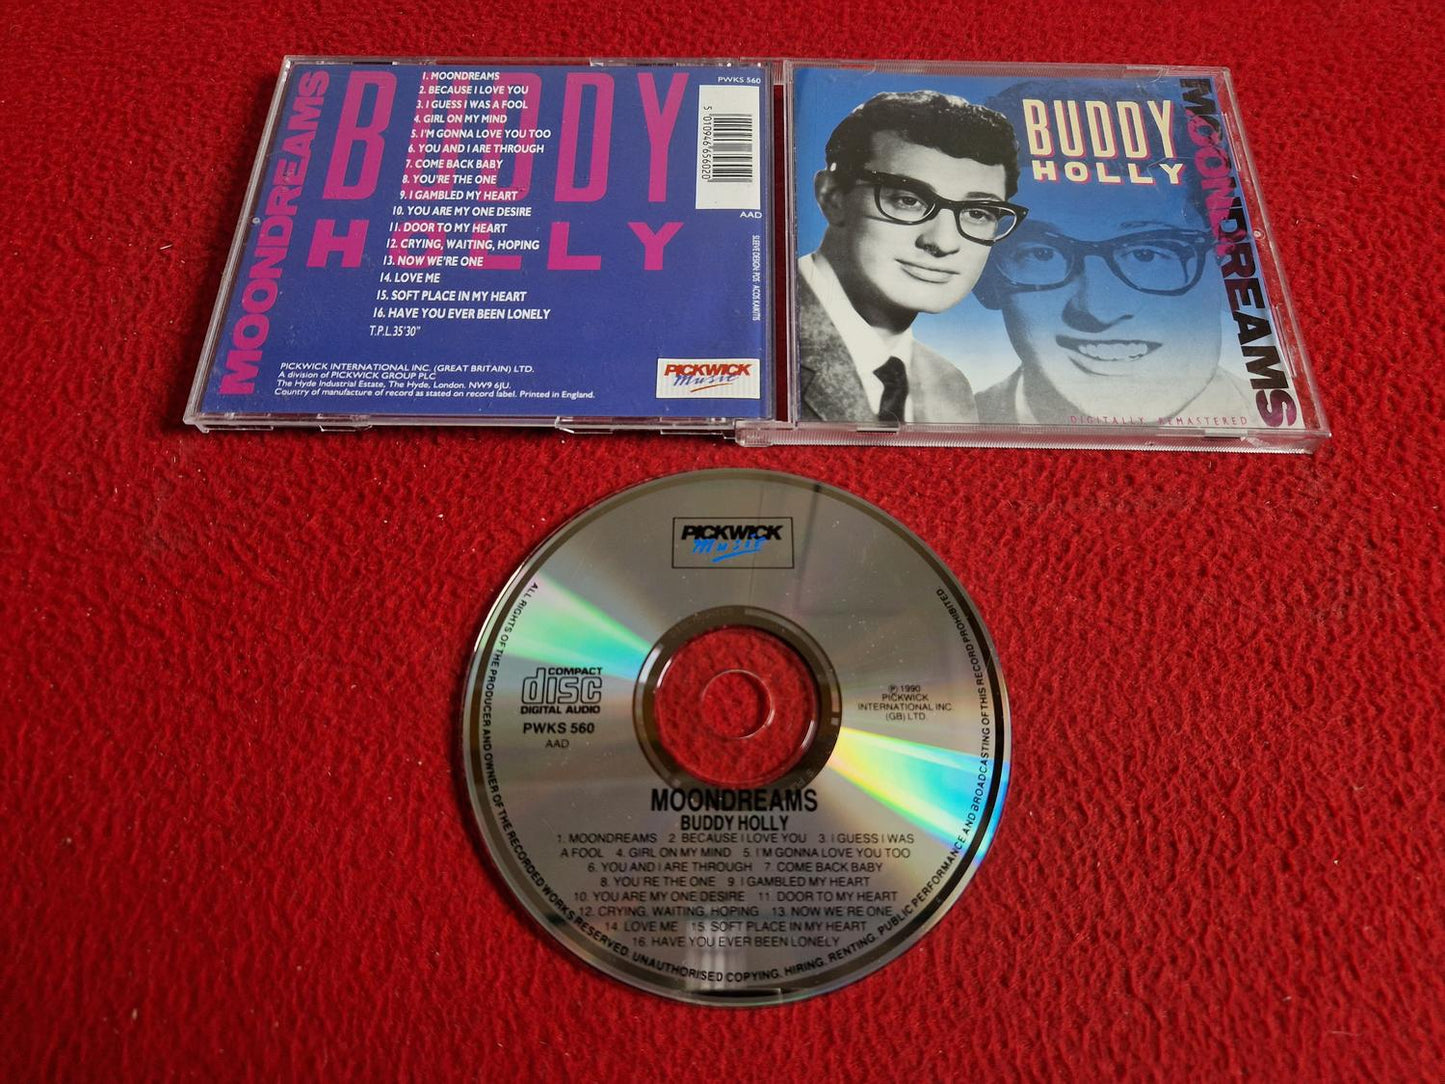 MOONDREAMS
BUDDY
HOLLY
1. MOONDREAMS
2. BECAUSE I LOVE YOU
3. I GUESS I WAS A FOOL
4. GIRL ON MY MIND
5. I'M GONNA LOVE YOU TOO
6. YOU AND I ARE THROUGH
7. COME BACK BABY
8. YOU'RE THE ONE
9. I GAMBLED MY HEART
10. YOU ARE MY ONE DESIRE
11. DOOR TO MY HEART
12. CRYING, WAITING, HOPING
13. NOW WE'RE ONE
14. LOVE ME
15. SOFT PLACE IN MY HEART
16. HAVE YOU EVER BEEN LONELY
T.P.L. 35'30"
PICKWICK INTERNATIONAL INC. (GREAT BRITAIN) LTD.
A division of PICKWICK GROUP PLC
The Hyde Industrial Estate, The Hyde, London. NW9 6JU.
Country of manufacture of record as stated on record label. Printed in England.
PWKS 560
5 010946 656020
AAD
SLEEVE DESIGN: POS
PICKWICK
Music
BUDDY
HOLLY
MOONDREAMS
DIGITALLY REMASTERED
PICKWICK
Music
ALL RIGHTS OF THE PRODUCER AND OWNER OF THE RECORDED WORKS RESERVED. UNAUTHORISED COPYING. HIRING. RENTING. PUBLIC PERFORMANCE AND BROADCASTING OF THIS RECORD PROHIBITED
COMPACT
disc
DIGITAL AUDIO
PWKS 560
AAD
℗ 1990
PICKWICK
INTERNATIONAL INC.
(GB) LTD.
MOONDREAMS
BUDDY HOLLY
1. MOONDREAMS 2 BECAUSE I LOVE YOU 3. I GUESS I WAS
A FOOL 4. GIRL ON MY MIND 5. I'M GONNA LOVE YOU TOO
6. YOU AND I ARE THROUGH 7. COME BACK BABY
8. YOU'RE THE ONE 9. I GAMBLED MY HEART
10. YOU ARE MY ONE DESIRE 11. DOOR TO MY HEART
12. CRYING, WAITING, HOPING 13. NOW WE'RE ONE
14. LOVE ME 15. SOFT PLACE IN MY HEART
16. HAVE YOU EVER BEEN LONELY